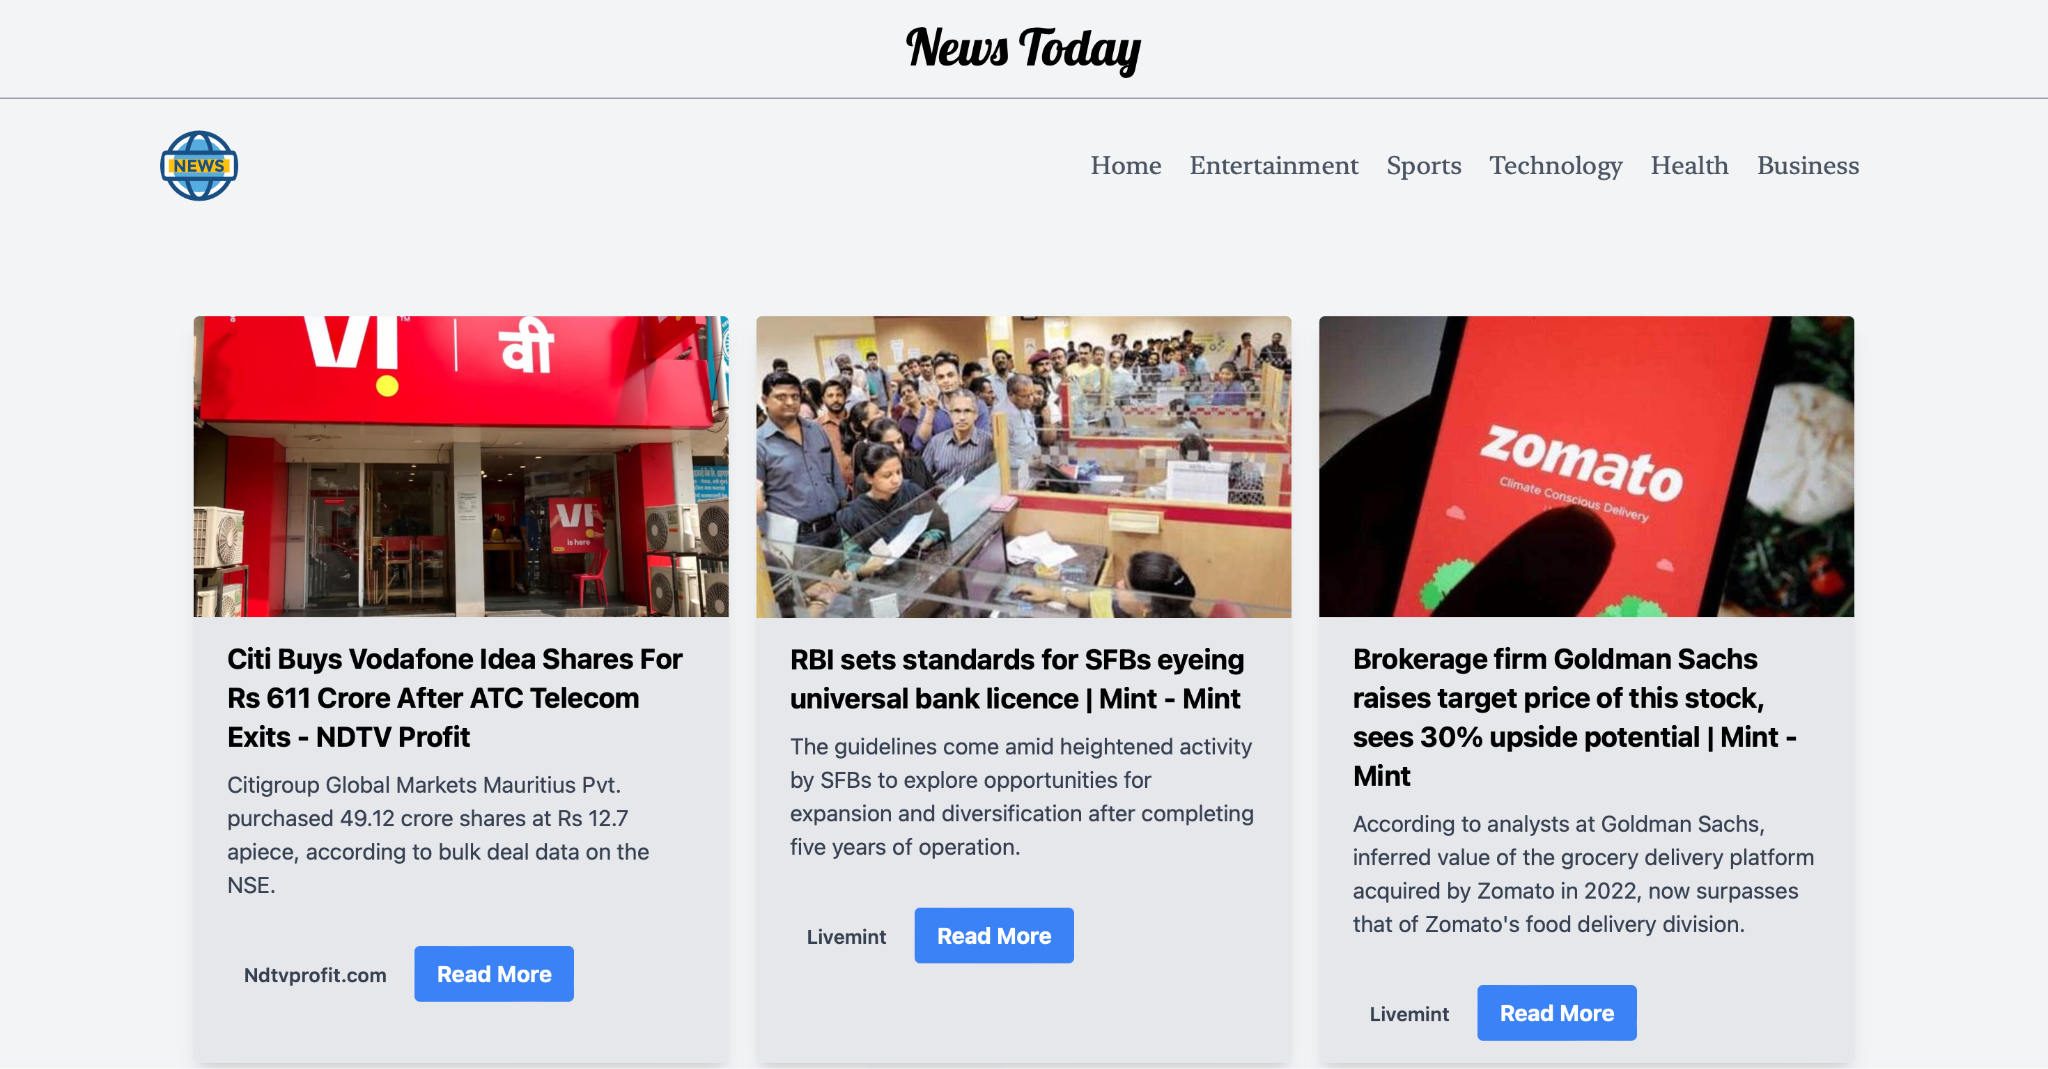 News Today
NEWS
Home Entertainment Sports Technology Health Business
VI™ | वी
VI
is here
zomato
Climate Conscious Delivery
Citi Buys Vodafone Idea Shares For
Rs 611 Crore After ATC Telecom
Exits - NDTV Profit
Citigroup Global Markets Mauritius Pvt.
purchased 49.12 crore shares at Rs 12.7
apiece, according to bulk deal data on the
NSE.
Ndtvprofit.com
Read More
RBI sets standards for SFBs eyeing
universal bank licence | Mint - Mint
The guidelines come amid heightened activity
by SFBs to explore opportunities for
expansion and diversification after completing
five years of operation.
Livemint
Read More
Brokerage firm Goldman Sachs
raises target price of this stock,
sees 30% upside potential | Mint -
Mint
According to analysts at Goldman Sachs,
inferred value of the grocery delivery platform
acquired by Zomato in 2022, now surpasses
that of Zomato's food delivery division.
Livemint
Read More